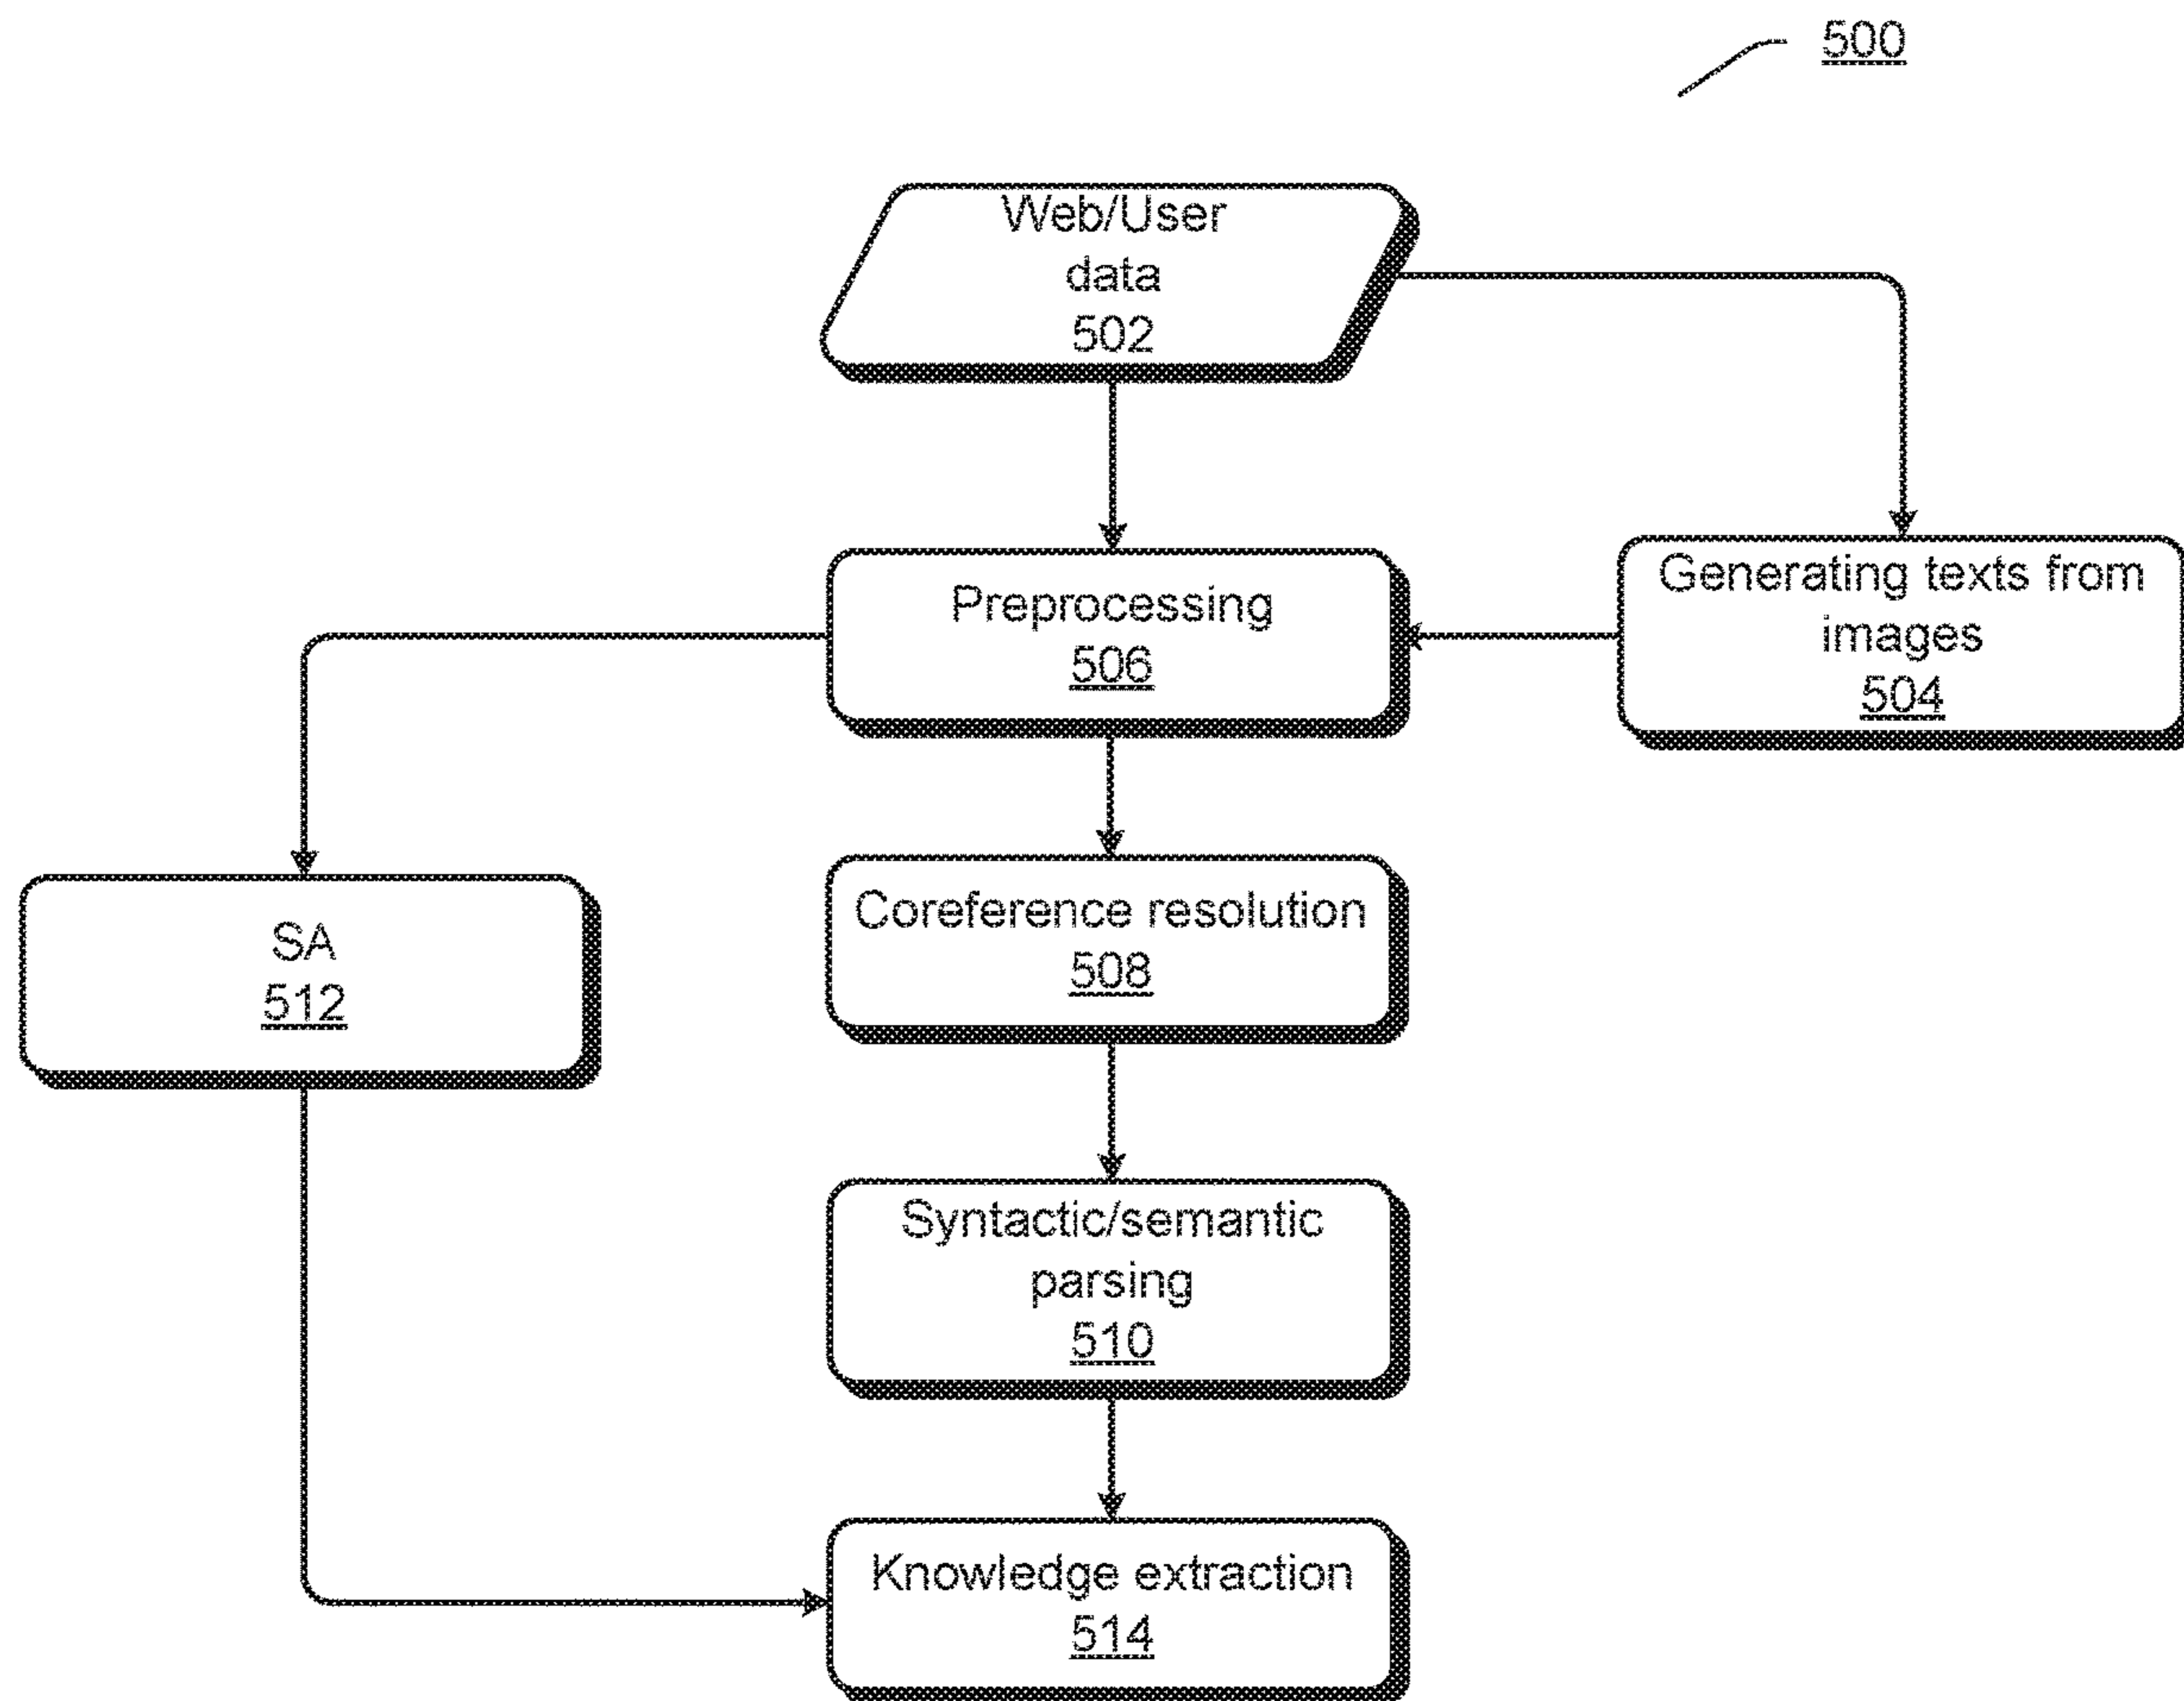 500
Web/User
data
502
Preprocessing
506
Generating texts from
images
504
Coreference resolution
508
SA
512
Syntactic/semantic
parsing
510
Knowledge extraction
514